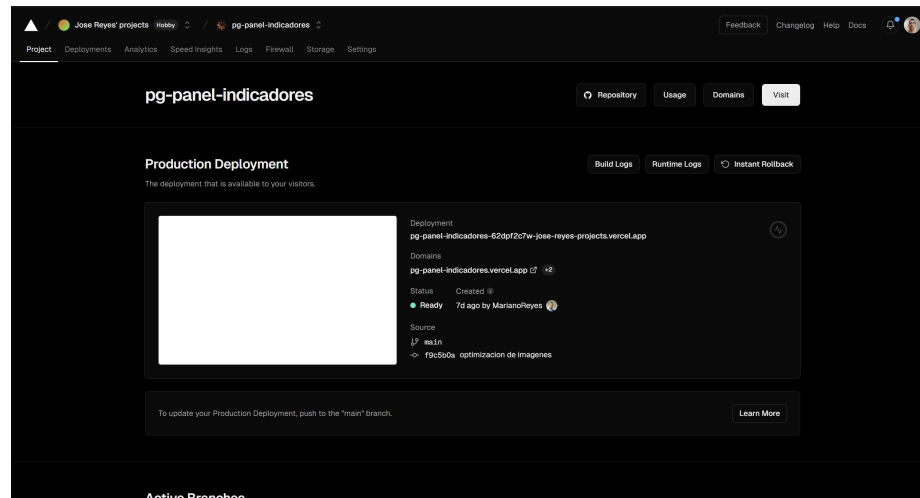 Jose Reyes' projects Hobby pg-panel-indicadores Feedback Changelog Help Docs
Project Deployments Analytics Speed Insights Logs Firewall Storage Settings
pg-panel-indicadores Repository Usage Domains Visit
Production Deployment Build Logs Runtime Logs Instant Rollback
The deployment that is available to your visitors.
Deployment
pg-panel-indicadores-62dpf2c7w-jose-reyes-projects.vercel.app
Domains
pg-panel-indicadores.vercel.app +2
Status Created
Ready 7d ago by MarianoReyes
Source
main
f9c5b0a optimizacion de imagenes
To update your Production Deployment, push to the "main" branch. Learn More
Active Branches